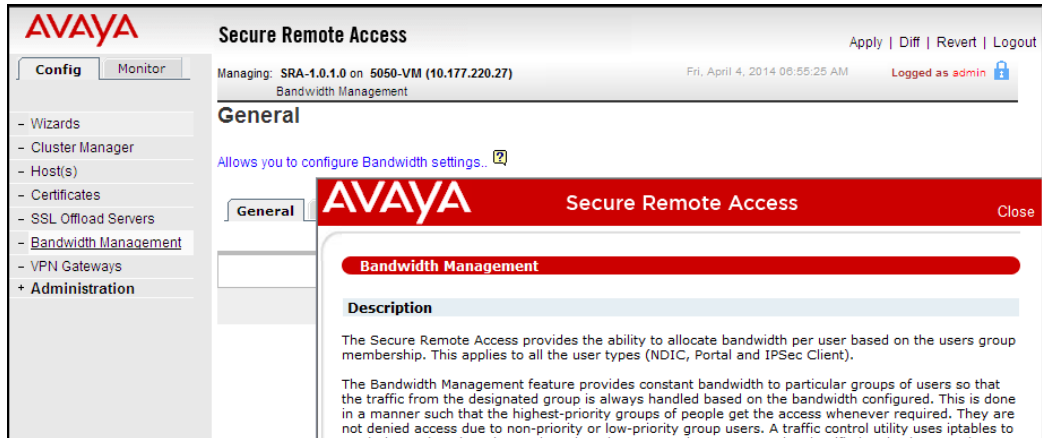 AVAYA
Secure Remote Access
Apply | Diff | Revert | Logout
Config
Monitor
Managing: SRA-1.0.1.0 on 5050-VM (10.177.220.27)
Fri, April 4, 2014 06:55:25 AM
Logged as admin
Bandwidth Management
General
- Wizards
- Cluster Manager
- Host(s)
- Certificates
- SSL Offload Servers
- Bandwidth Management
- VPN Gateways
+ Administration
Allows you to configure Bandwidth settings..
General
AVAYA
Secure Remote Access
Close
Bandwidth Management
Description
The Secure Remote Access provides the ability to allocate bandwidth per user based on the users group
membership. This applies to all the user types (NDIC, Portal and IPSec Client).
The Bandwidth Management feature provides constant bandwidth to particular groups of users so that
the traffic from the designated group is always handled based on the bandwidth configured. This is done
in a manner such that the highest-priority groups of people get the access whenever required. They are
not denied access due to non-priority or low-priority group users. A traffic control utility uses iptables to